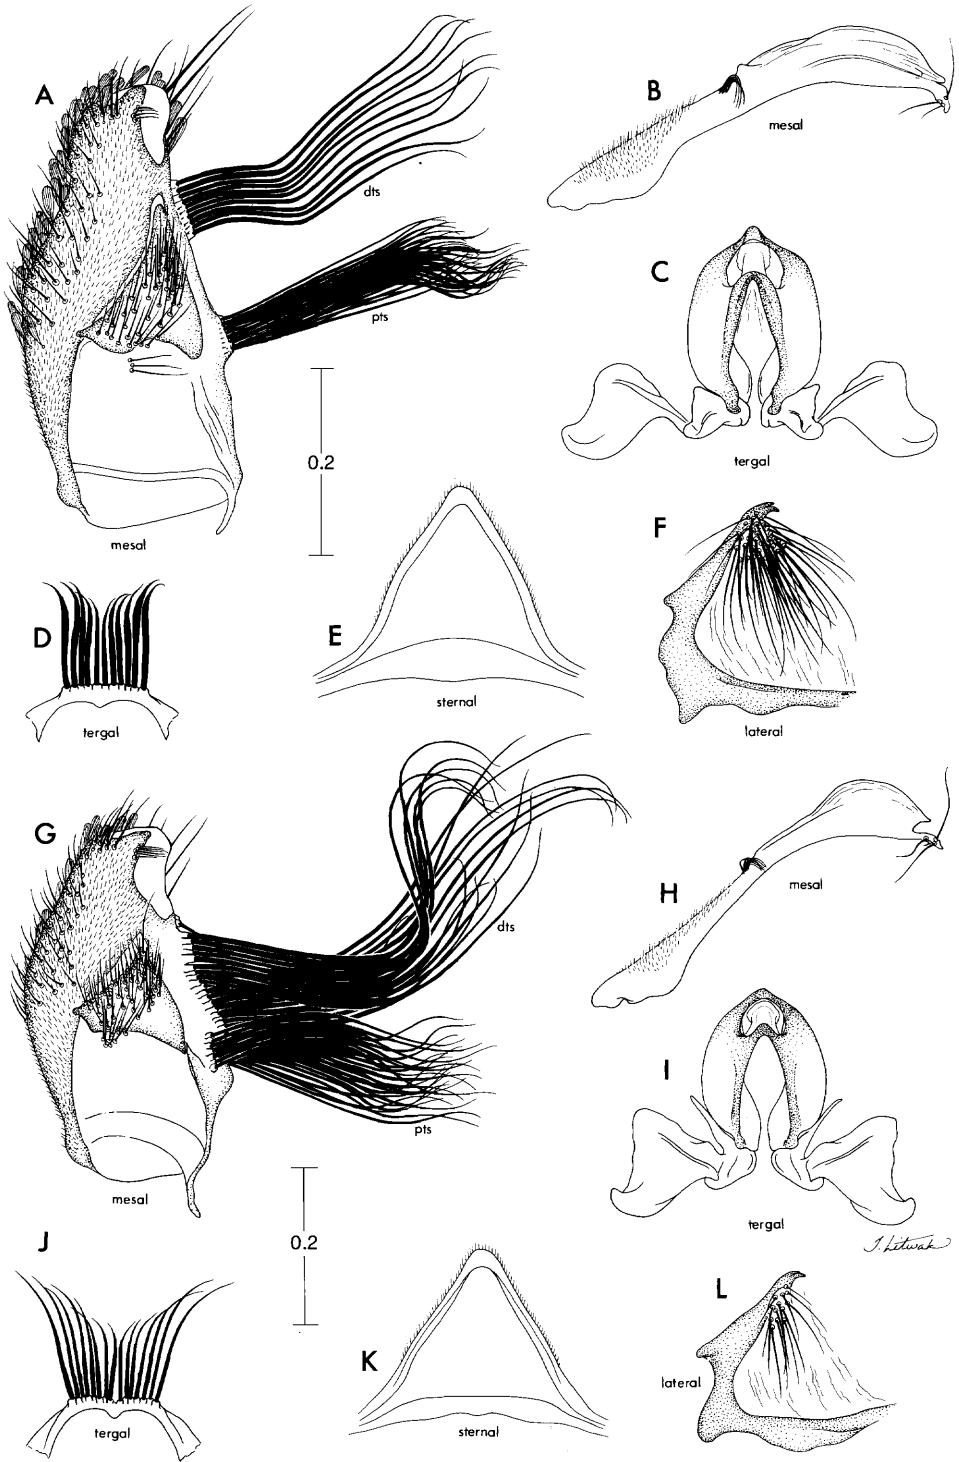 A
dts
pts
mesal
0.2
B
mesal
C
tergal
D
tergal
E
sternal
F
lateral
G
dts
pts
mesal
0.2
H
mesal
I
tergal
T. Litwak
J
tergal
K
sternal
L
lateral